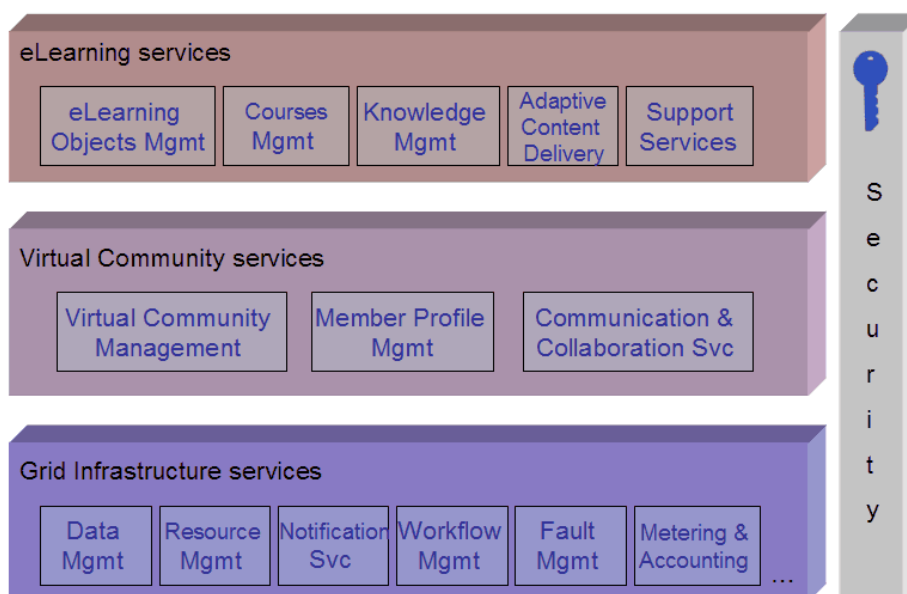 eLearning services
eLearning
Objects Mgmt
Courses
Mgmt
Knowledge
Mgmt
Adaptive
Content
Delivery
Support
Services
Virtual Community services
Virtual Community
Management
Member Profile
Mgmt
Communication &
Collaboration Svc
Grid Infrastructure services
Data
Mgmt
Resource
Mgmt
Notification
Svc
Workflow
Mgmt
Fault
Mgmt
Metering &
Accounting
...
S
e
c
u
r
i
t
y